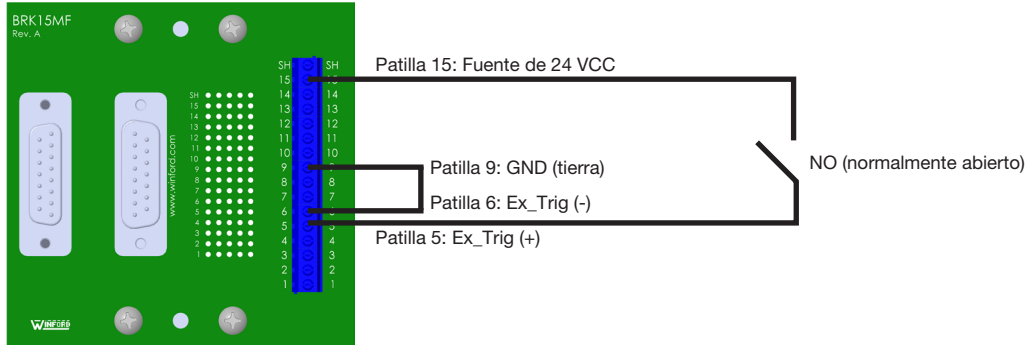 BRK15MF
Rev. A
SH SH
15 15
14 14
13 13
12 12
11 11
10 10
9 9
8 8
7 7
6 6
5 5
4 4
3 3
2 2
1 1
SH
15
14
13
12
11
10
9
8
7
6
5
4
3
2
1
www.winford.com
WINFORD
Patilla 15: Fuente de 24 VCC
NO (normalmente abierto)
Patilla 9: GND (tierra)
Patilla 6: Ex_Trig (-)
Patilla 5: Ex_Trig (+)